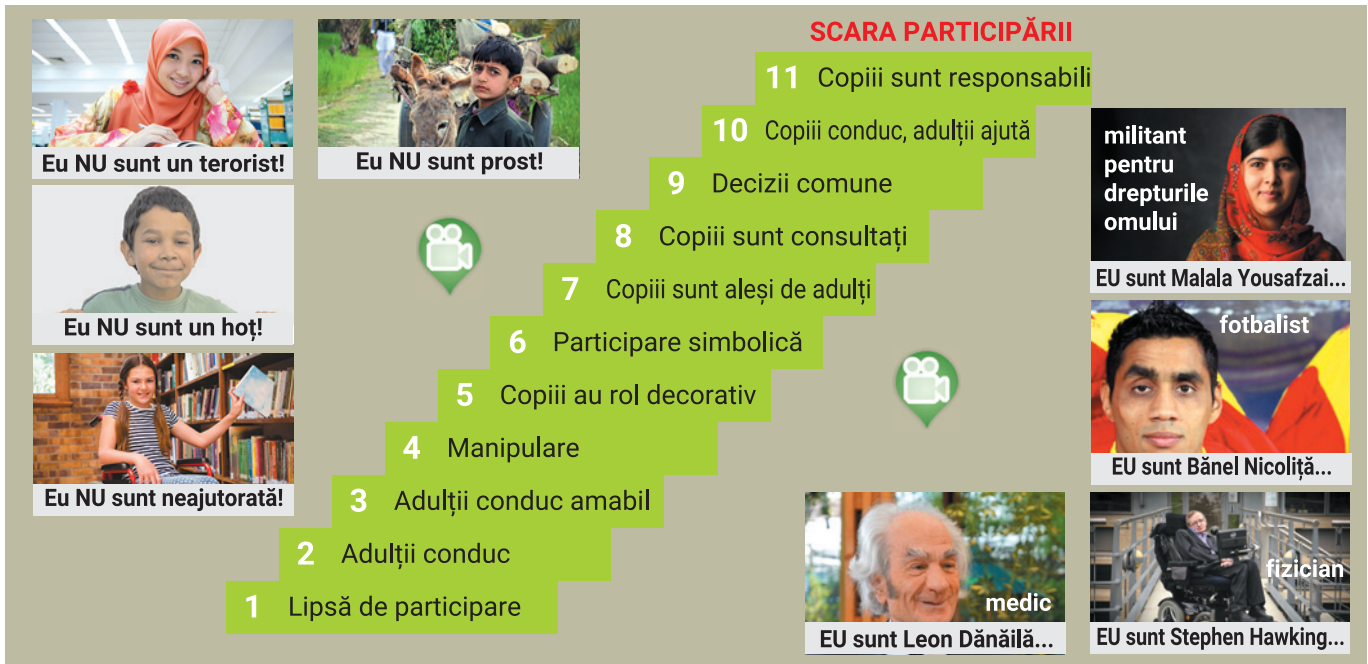 SCARA PARTICIPĂRII
11 Copiii sunt responsabili
10 Copiii conduc, adulții ajută
9 Decizii comune
8 Copiii sunt consultați
7 Copiii sunt aleși de adulți
6 Participare simbolică
5 Copiii au rol decorativ
4 Manipulare
3 Adulții conduc amabil
2 Adulții conduc
1 Lipsă de participare
Eu NU sunt un terorist!
Eu NU sunt prost!
Eu NU sunt un hoț!
Eu NU sunt neajutorată!
militant
pentru
drepturile
omului
EU sunt Malala Yousafzai...
fotbalist
EU sunt Bănel Nicoliță...
medic
EU sunt Leon Dănăilă...
fizician
EU sunt Stephen Hawking...